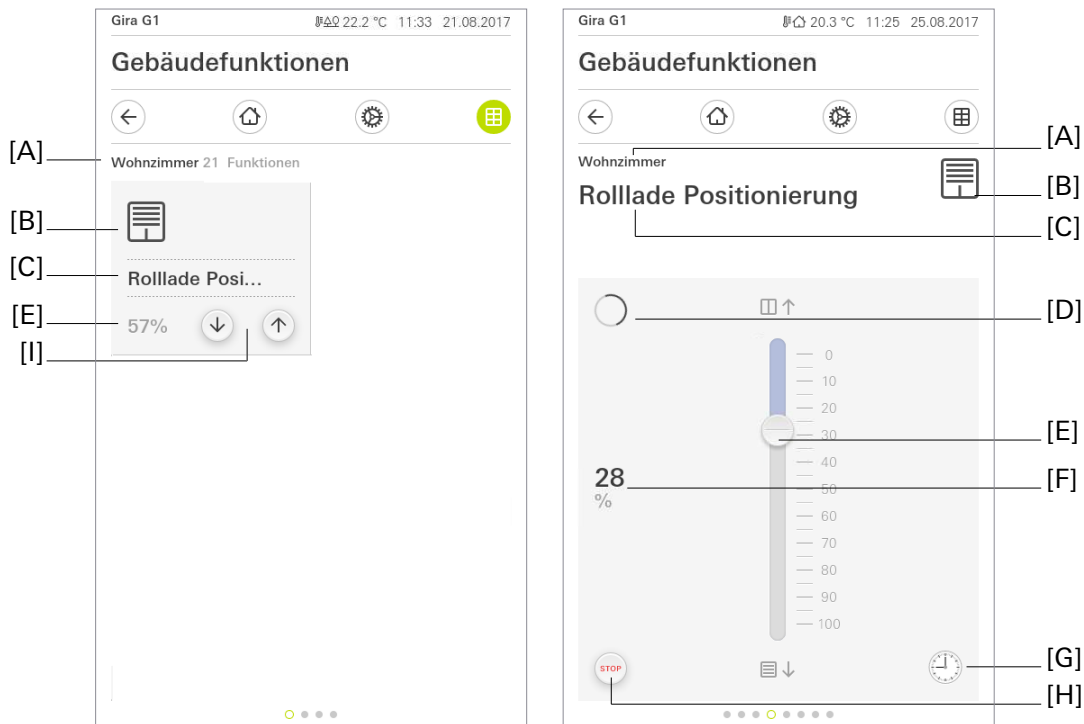 Gira G1 22.2 °C 11:33 21.08.2017
Gebäudefunktionen
[A]
Wohnzimmer 21 Funktionen
[B]
[C]
Rolllade Posi...
[E]
57%
[I]
Gira G1 20.3 °C 11:25 25.08.2017
Gebäudefunktionen
[A]
Wohnzimmer
[B]
Rolllade Positionierung
[C]
[D]
0
10
20
30
[E]
40
28
%
[F]
50
60
70
80
90
100
[G]
STOP
[H]